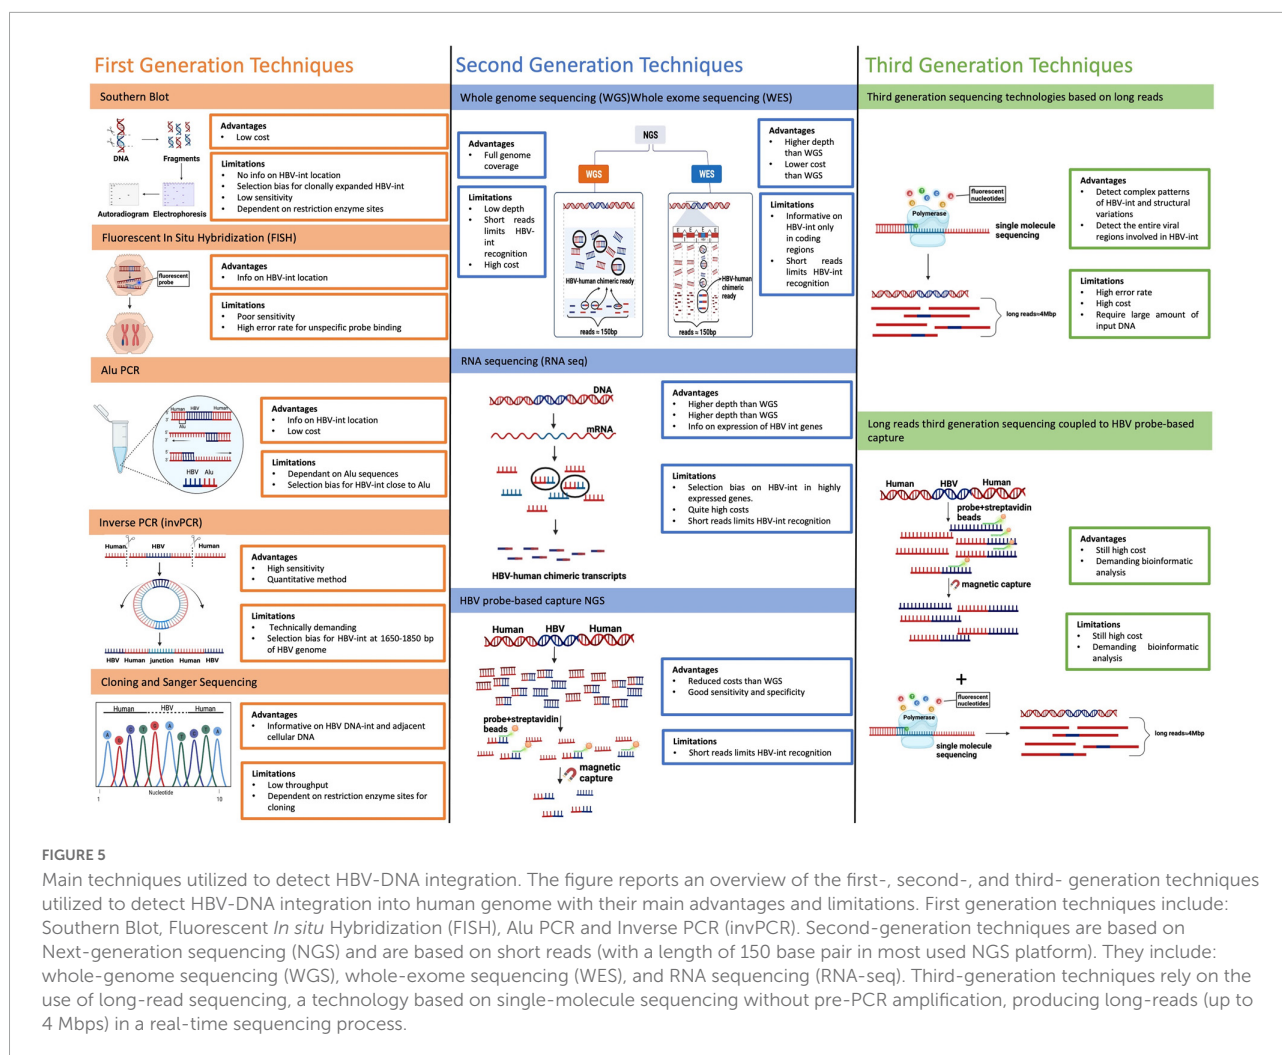 First Generation Techniques
Southern Blot
DNA
Fragments
Autoradiogram
Electophoresis
Advantages
• Low cost
Limitations
• No info on HBV-int location
• Selection bias for clonally expanded HBV-int
• Low sensitivity
• Dependent on restriction enzyme sites
Fluorescent In Situ Hybridization (FISH)
fluorescent
probe
Advantages
• Info on HBV-int location
Limitations
• Poor sensitivity
• High error rate for unspecific probe binding
Alu PCR
Human HBV Human
Alu
HBV Alu
Advantages
• Info on HBV-int location
• Low cost
Limitations
• Dependant on Alu sequences
• Selection bias for HBV-int close to Alu
Inverse PCR (invPCR)
Human HBV Human
HBV Human junction Human HBV
Advantages
• High sensitivity
• Quantitative method
Limitations
• Technically demanding
• Selection bias for HBV-int at 1650-1850 bp
of HBV genome
Cloning and Sanger Sequencing
Human HBV Human
1 Nucleotide 10
Advantages
• Informative on HBV DNA-int and adjacent
cellular DNA
Limitations
• Low throughput
• Dependent on restriction enzyme sites for
cloning
Second Generation Techniques
Whole genome sequencing (WGS)Whole exome sequencing (WES)
Advantages
• Full genome
coverage
Limitations
• Low depth
• Short reads
limits HBV-
int
recognition
• High cost
NGS
WGS
WES
HBV-human chimeric ready
reads ≈ 150bp
E E E E
HBV-human
chimeric
ready
reads ≈ 150bp
Advantages
• Higher depth
than WGS
• Lower cost
than WGS
Limitations
• Informative on
HBV-int only
in coding
regions
• Short reads
limits HBV-int
recognition
RNA sequencing (RNA seq)
DNA
mRNA
HBV-human chimeric transcripts
Advantages
• Higher depth than WGS
• Higher depth than WGS
• Info on expression of HBV int genes
Limitations
• Selection bias on HBV-int in highly
expressed genes.
• Quite high costs
• Short reads limits HBV-int recognition
HBV probe-based capture NGS
Human HBV Human
probe+streptavidin
beads
magnetic
capture
Advantages
• Reduced costs than WGS
• Good sensitivity and specificity
Limitations
• Short reads limits HBV-int recognition
Third Generation Techniques
Third generation sequencing technologies based on long reads
fluorescent
nucleotides
Polymerase
single molecule
sequencing
long reads≈4Mbp
Advantages
• Detect complex patterns
of HBV-int and structural
variations
• Detect the entire viral
regions involved in HBV-int
Limitations
• High error rate
• High cost
• Require large amount of
input DNA
Long reads third generation sequencing coupled to HBV probe-based
capture
Human HBV Human
probe+streptavidin
beads
magnetic capture
Advantages
• Still high cost
• Demanding bioinformatic
analysis
Limitations
• Still high cost
• Demanding bioinformatic
analysis
+
fluorescent
nucleotides
Polymerase
single molecule
sequencing
long reads≈4Mbp
FIGURE 5
Main techniques utilized to detect HBV-DNA integration. The figure reports an overview of the first-, second-, and third- generation techniques
utilized to detect HBV-DNA integration into human genome with their main advantages and limitations. First generation techniques include:
Southern Blot, Fluorescent In situ Hybridization (FISH), Alu PCR and Inverse PCR (invPCR). Second-generation techniques are based on
Next-generation sequencing (NGS) and are based on short reads (with a length of 150 base pair in most used NGS platform). They include:
whole-genome sequencing (WGS), whole-exome sequencing (WES), and RNA sequencing (RNA-seq). Third-generation techniques rely on the
use of long-read sequencing, a technology based on single-molecule sequencing without pre-PCR amplification, producing long-reads (up to
4 Mbps) in a real-time sequencing process.